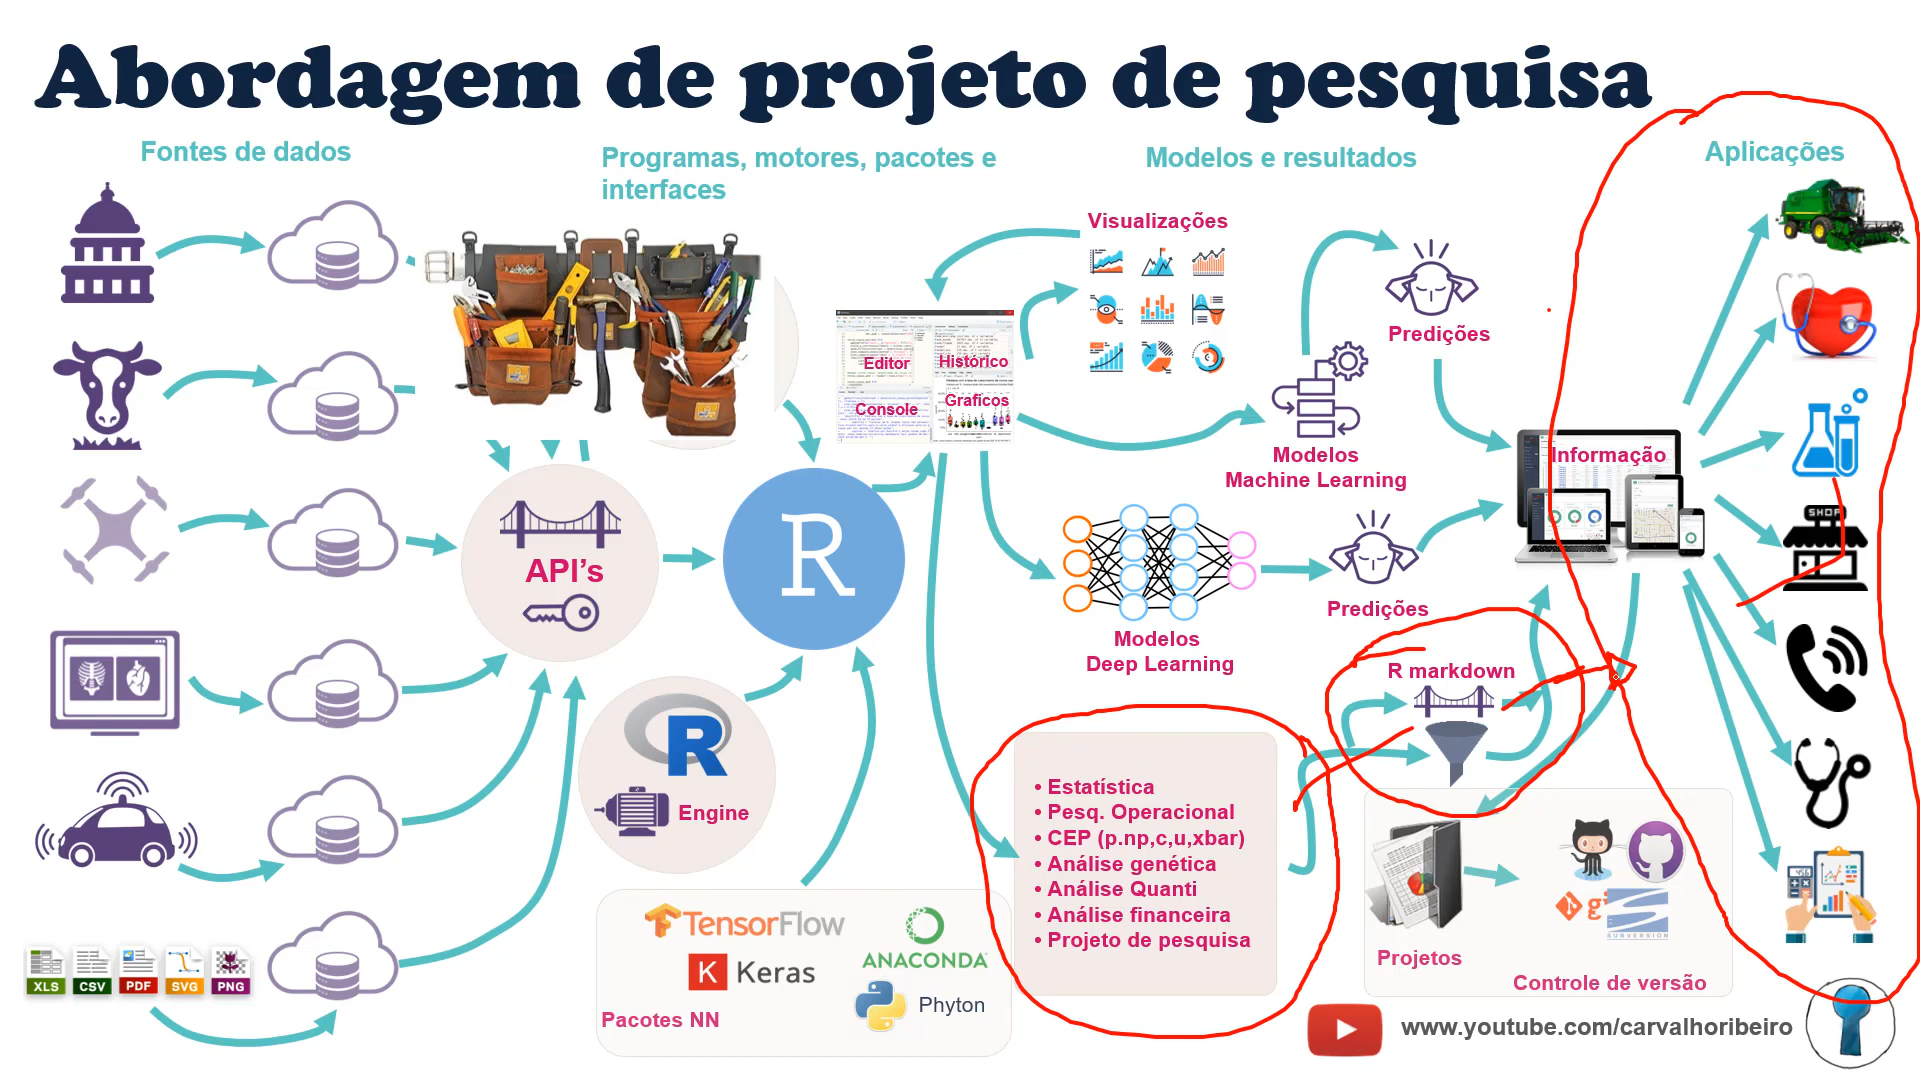 Abordagem de projeto de pesquisa
Fontes de dados
Programas, motores, pacotes e
interfaces
Modelos e resultados
Aplicações
Visualizações
Editor
Histórico
Console
Graficos
Predições
Modelos
Machine Learning
Informação
SHOP
API's
R
Modelos
Deep Learning
Predições
R markdown
R
Engine
• Estatística
• Pesq. Operacional
• CEP (p.np,c,u,xbar)
• Análise genética
• Análise Quanti
• Análise financeira
• Projeto de pesquisa
TensorFlow
ANACONDA
K Keras
Phyton
Pacotes NN
Projetos
git
SUBVERSION
Controle de versão
XLS
CSV
PDF
SVG
PNG
www.youtube.com/carvalhoribeiro